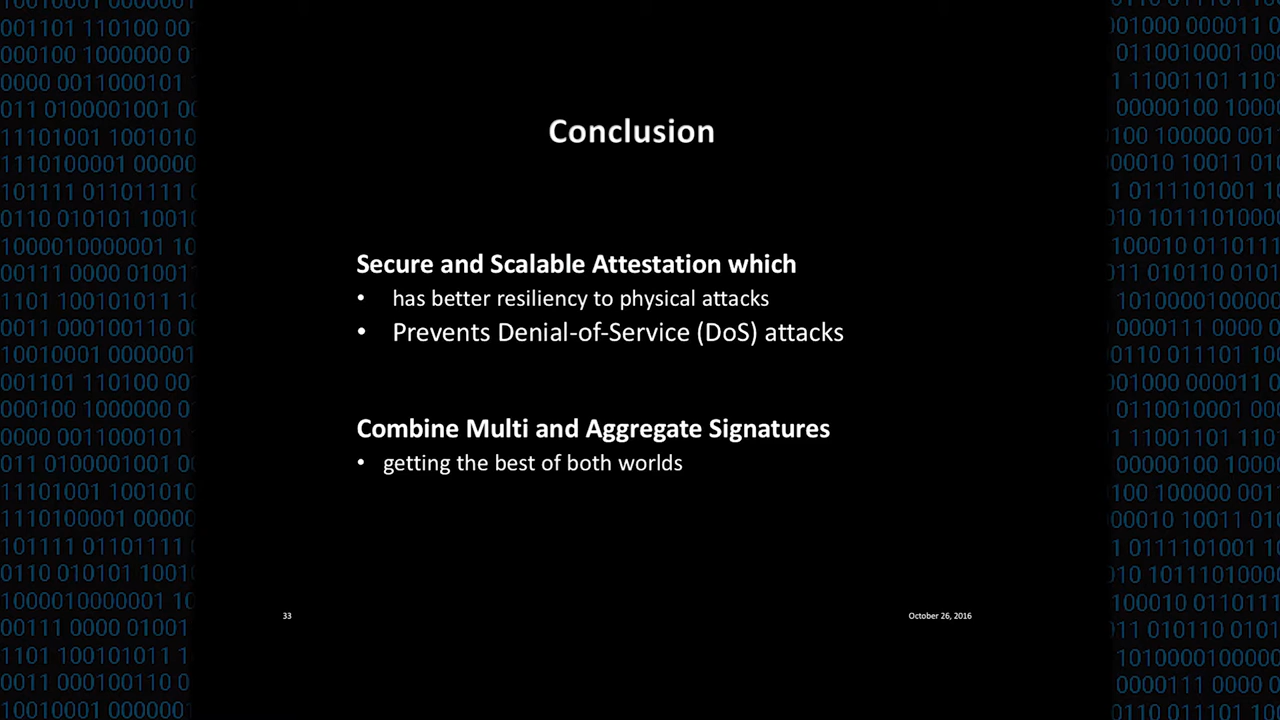 Conclusion
Secure and Scalable Attestation which
• has better resiliency to physical attacks
• Prevents Denial-of-Service (DoS) attacks
Combine Multi and Aggregate Signatures
• getting the best of both worlds
33
October 26, 2016